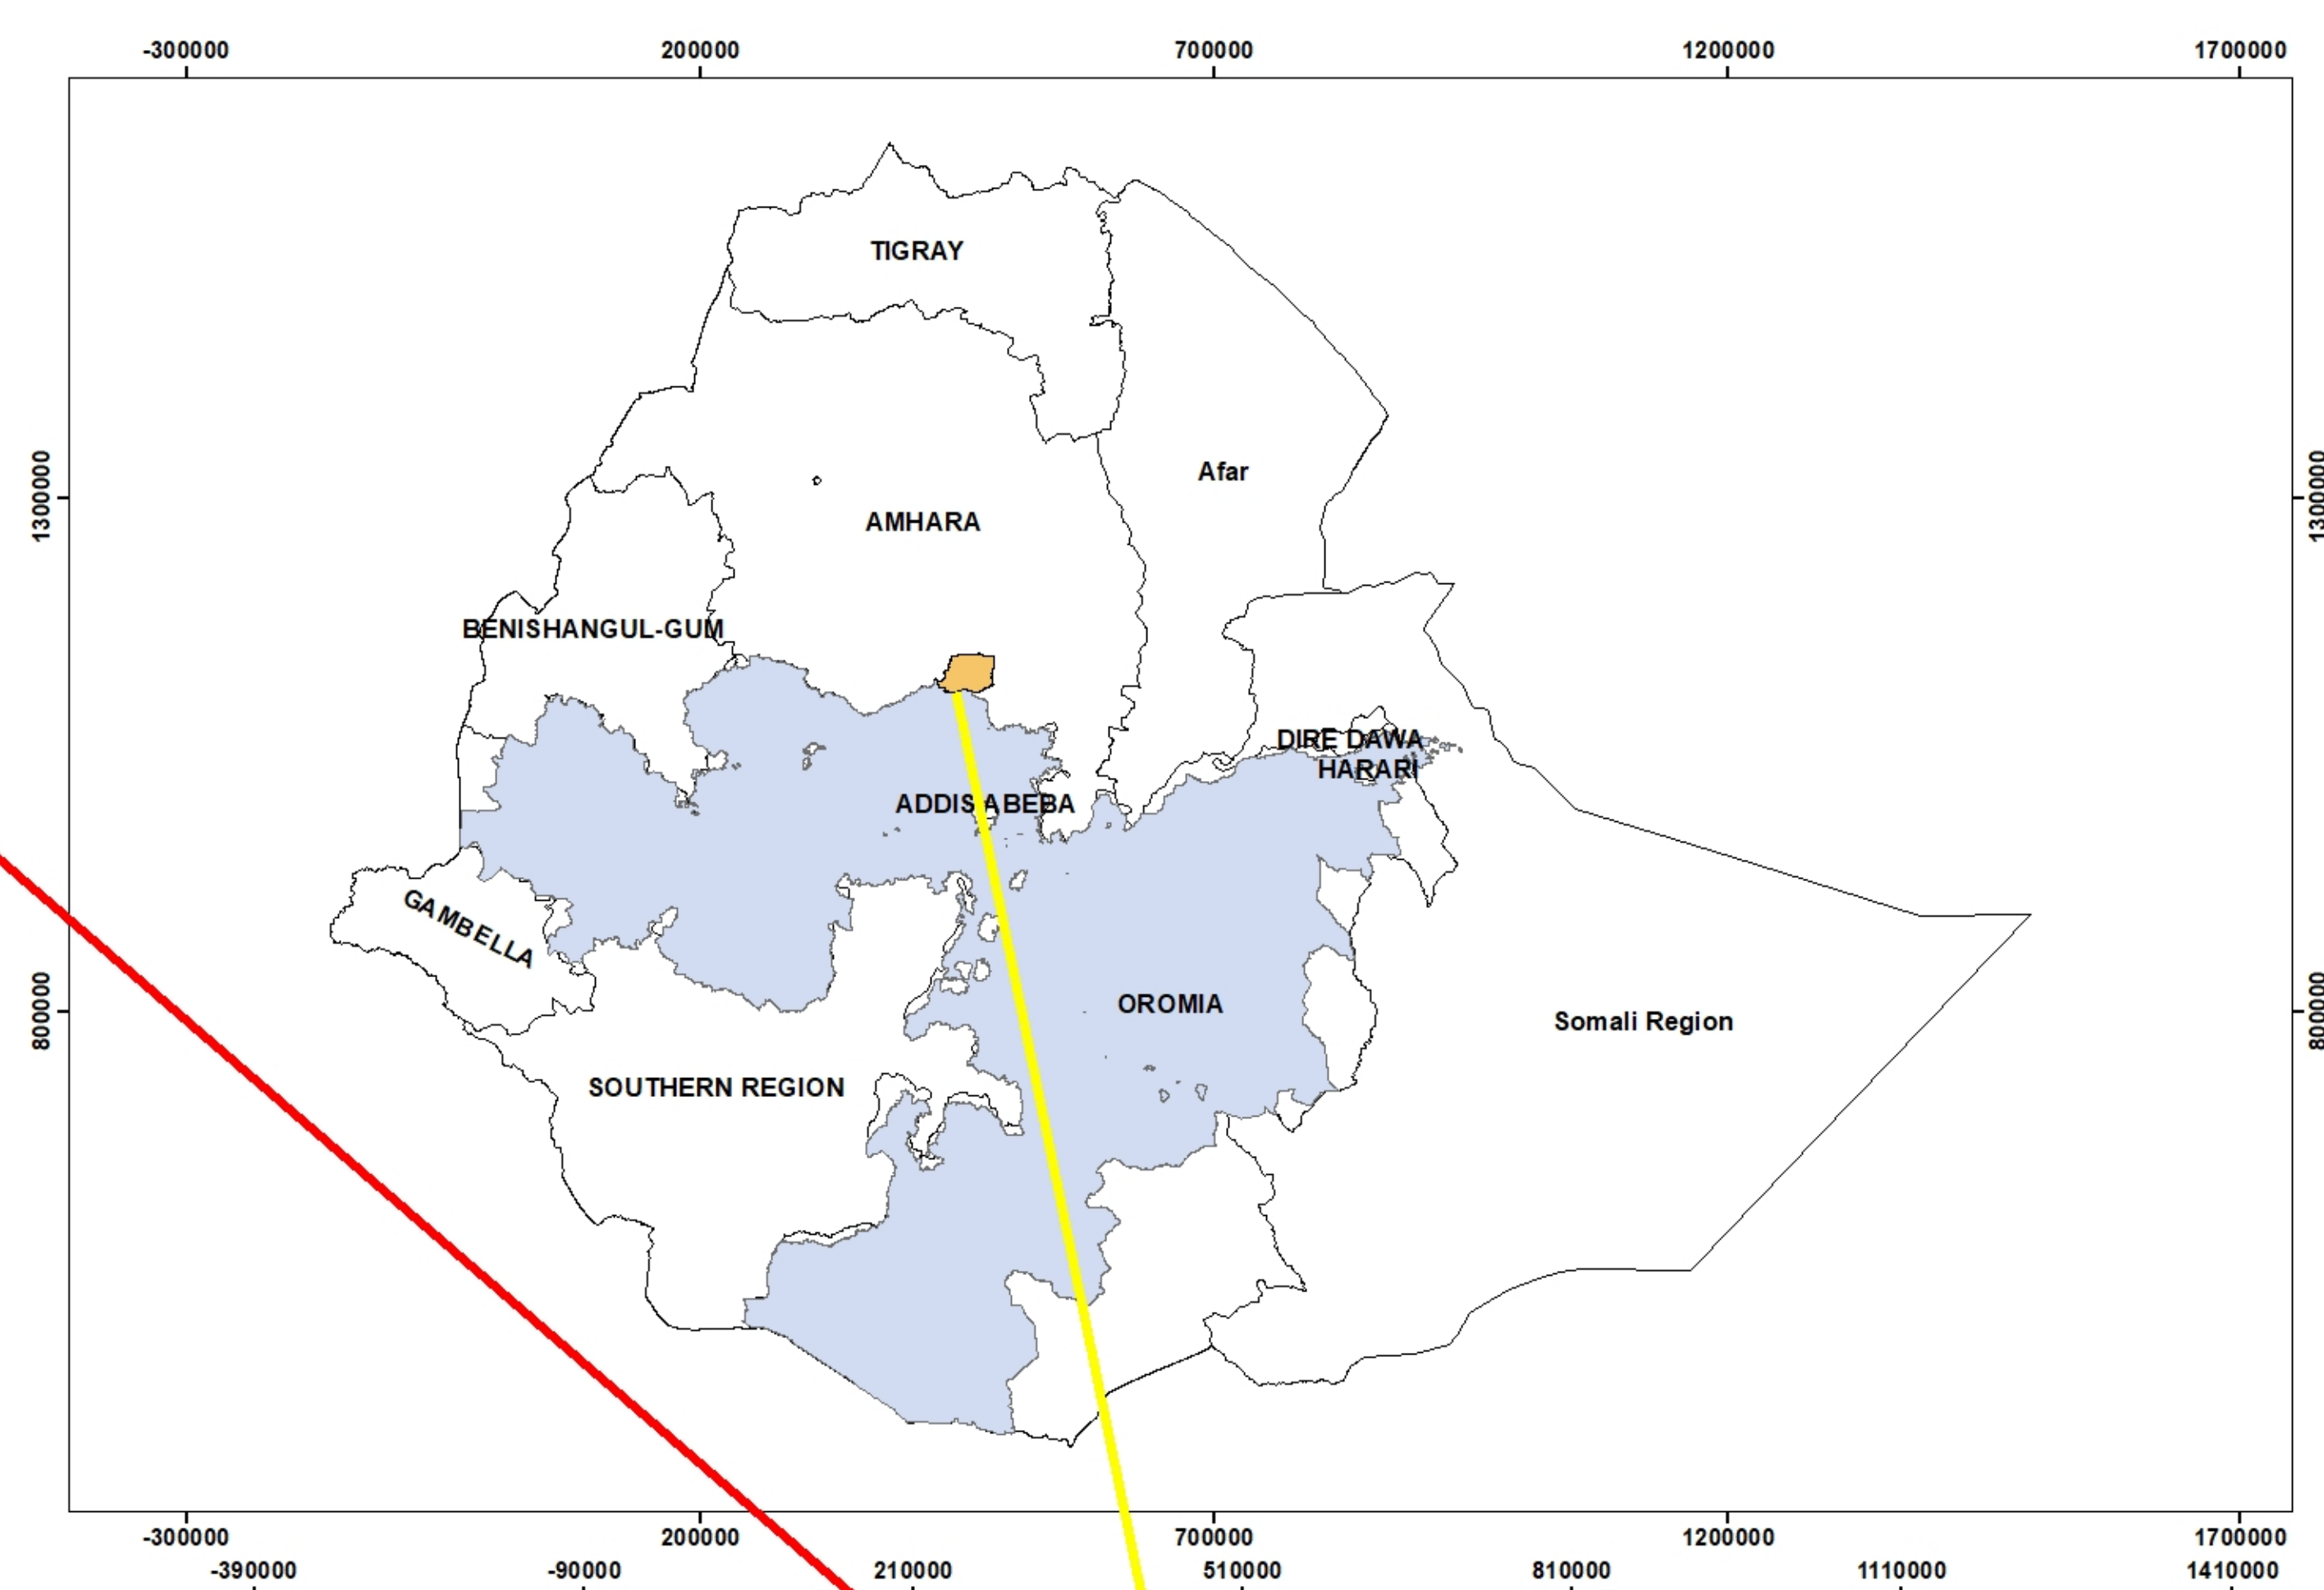 -300000 200000 700000 1200000 1700000
TIGRAY
1300000
Afar
1300000
AMHARA
BENISHANGUL-GUM
DIRE DAWA
HARARI
ADDIS ABEBA
GAMBELLA
800000
OROMIA
Somali Region
800000
SOUTHERN REGION
-300000 200000 700000 1200000 1700000
-390000 -90000 210000 510000 810000 1110000 1410000